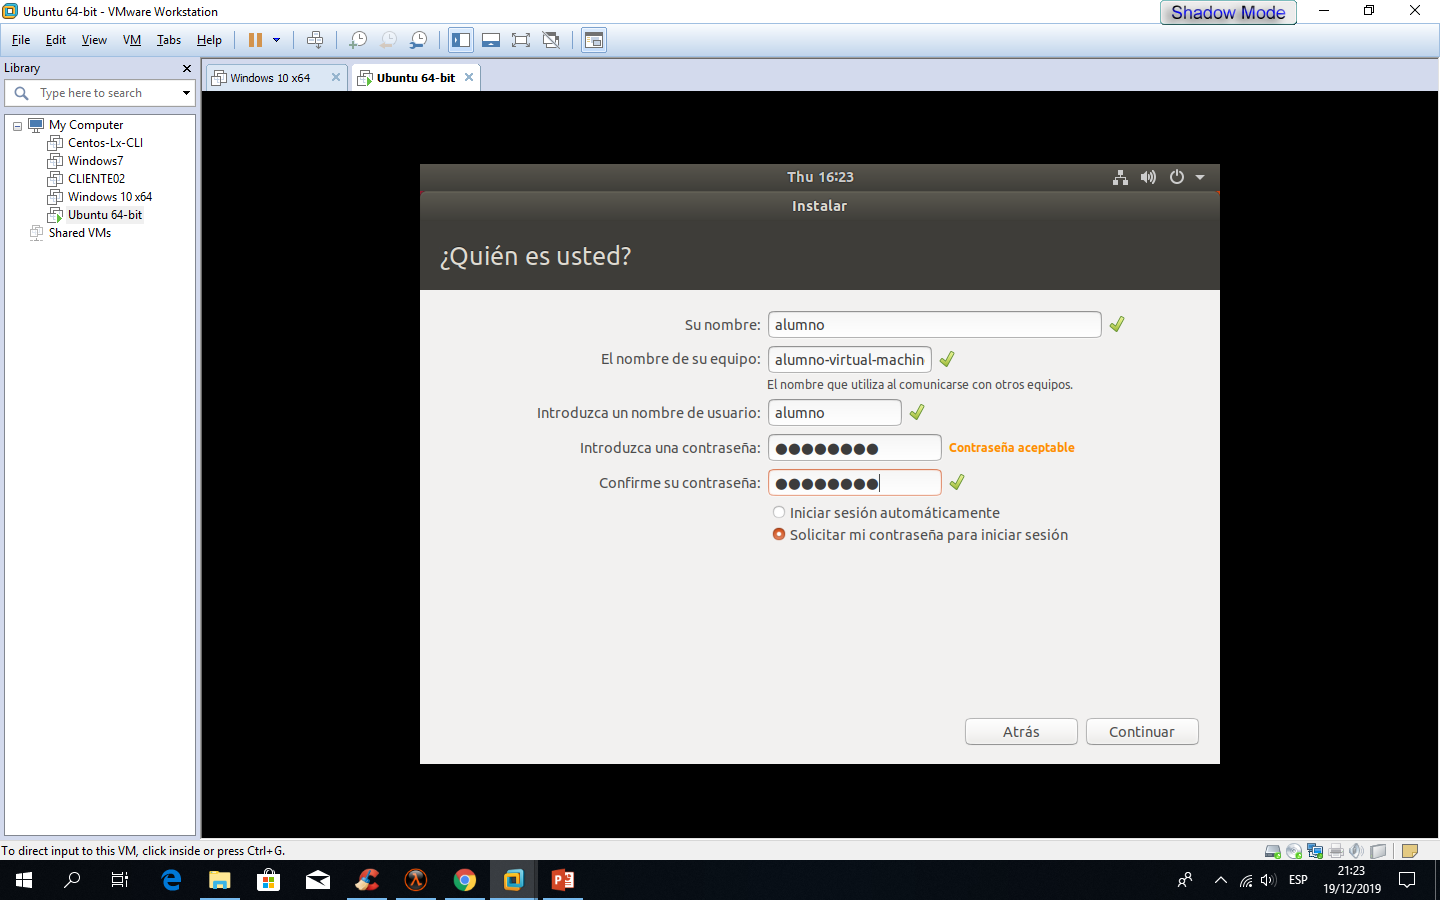 Ubuntu 64-bit - VMware Workstation
Shadow Mode
File Edit View VM Tabs Help
Library
Type here to search
My Computer
Centos-Lx-CLI
Windows7
CLIENTE02
Windows 10 x64
Ubuntu 64-bit
Shared VMs
Windows 10 x64
Ubuntu 64-bit
Thu 16:23
Instalar
¿Quién es usted?
Su nombre: alumno
El nombre de su equipo: alumno-virtual-machin
El nombre que utiliza al comunicarse con otros equipos.
Introduzca un nombre de usuario: alumno
Introduzca una contraseña: ●●●●●●●● Contraseña aceptable
Confirme su contraseña: ●●●●●●●●
Iniciar sesión automáticamente
Solicitar mi contraseña para iniciar sesión
Atrás Continuar
To direct input to this VM, click inside or press Ctrl+G.
ESP
21:23
19/12/2019